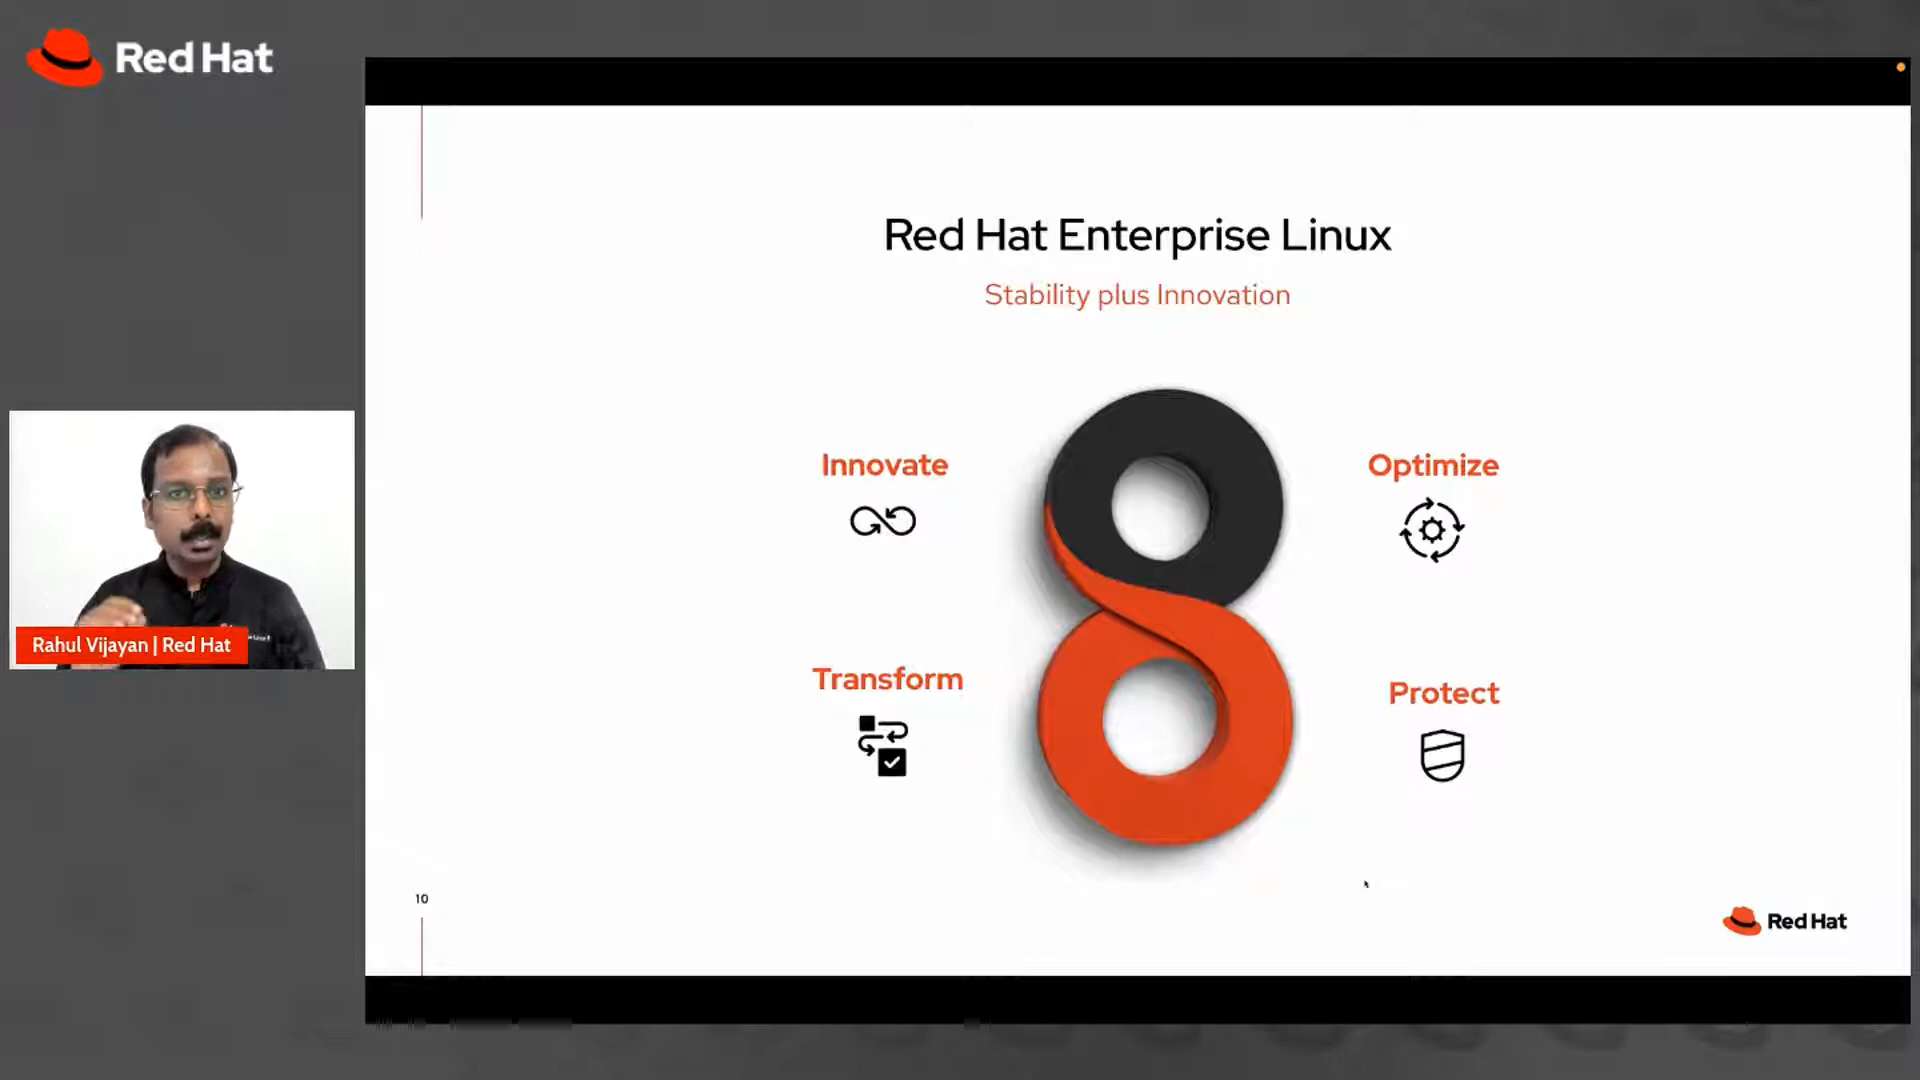 Red Hat
Red Hat Enterprise Linux
Stability plus Innovation
Innovate
Optimize
8
Transform
Protect
Rahul Vijayan | Red Hat
10
Red Hat